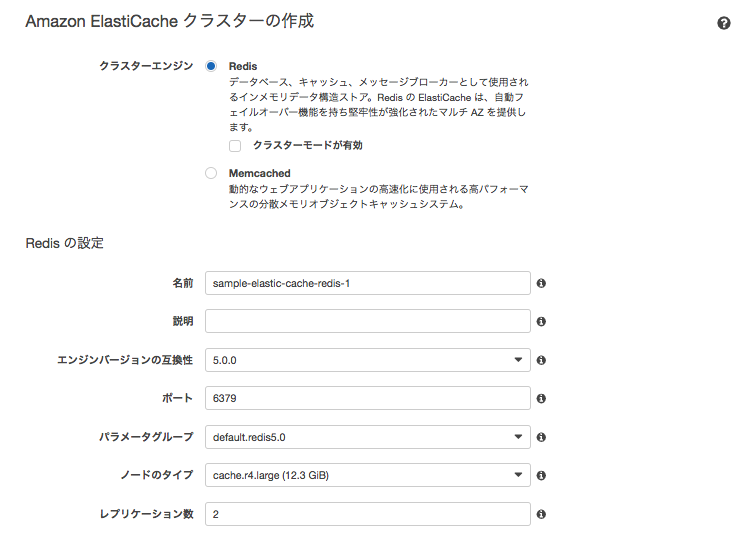 Amazon ElastiCache クラスターの作成
クラスターエンジン
Redis
データベース、キャッシュ、メッセージブローカーとして使用され
るインメモリデータ構造ストア。Redis の ElastiCache は、自動フ
ェイルオーバー機能を持ち堅牢性が強化されたマルチ AZ を提供し
ます。
クラスターモードが有効
Memcached
動的なウェブアプリケーションの高速化に使用される高パフォーマ
ンスの分散メモリオブジェクトキャッシュシステム。
Redis の設定
名前 sample-elastic-cache-redis-1
説明
エンジンバージョンの互換性 5.0.0
ポート 6379
パラメータグループ default.redis5.0
ノードのタイプ cache.r4.large (12.3 GiB)
レプリケーション数 2